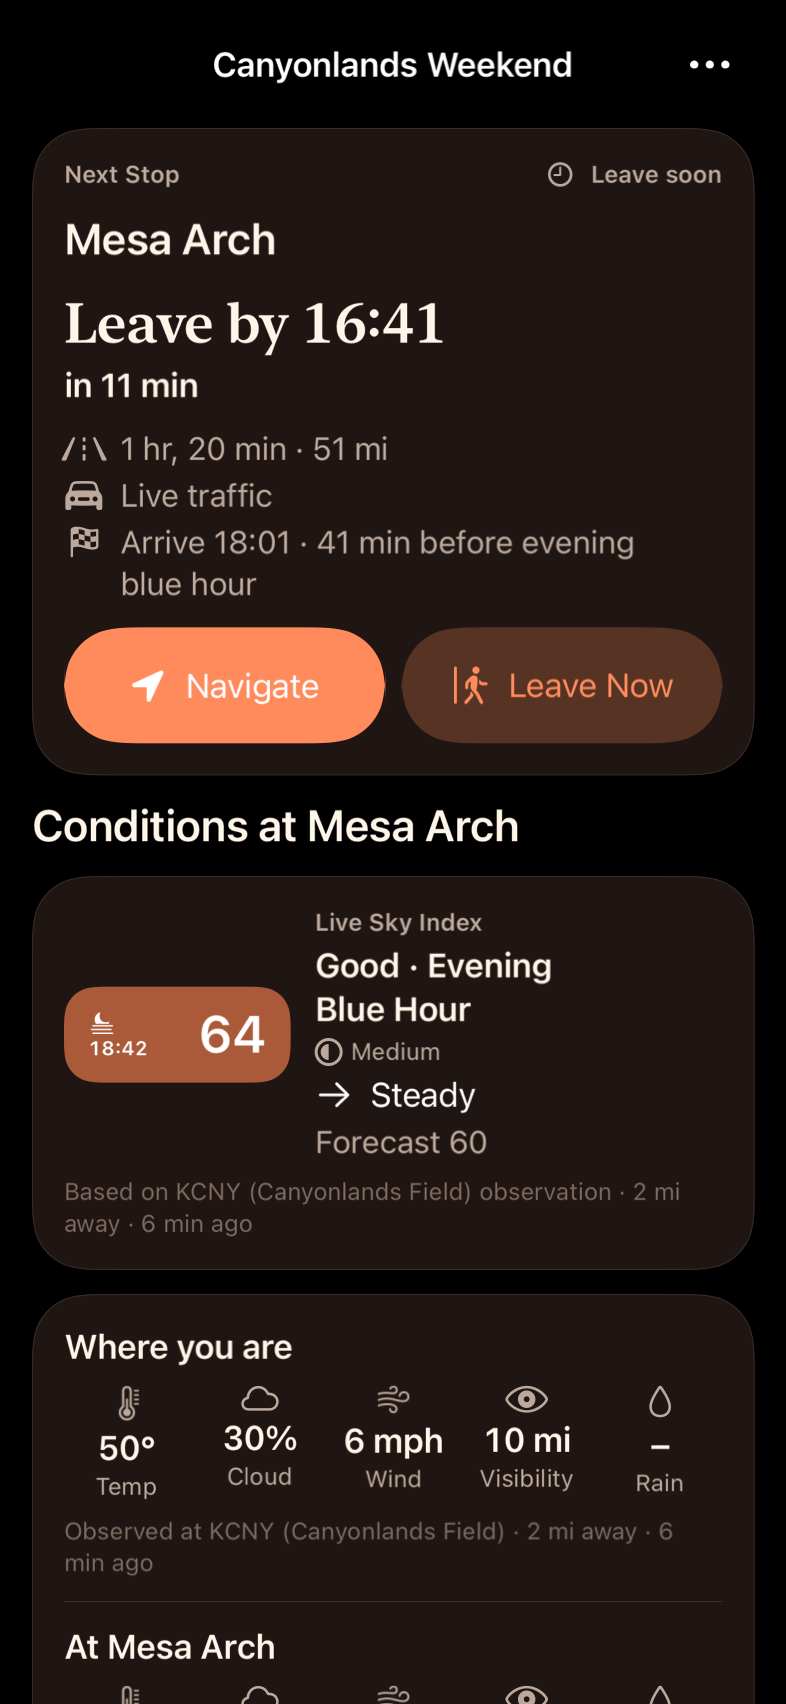 Canyonlands Weekend
Next Stop
Leave soon
Mesa Arch
Leave by 16:41
in 11 min
1 hr, 20 min · 51 mi
Live traffic
Arrive 18:01 · 41 min before evening
blue hour
Navigate
Leave Now
Conditions at Mesa Arch
Live Sky Index
Good · Evening
Blue Hour
18:42
64
Medium
Steady
Forecast 60
Based on KCNY (Canyonlands Field) observation · 2 mi
away · 6 min ago
Where you are
50° 30% 6 mph 10 mi –
Temp Cloud Wind Visibility Rain
Observed at KCNY (Canyonlands Field) · 2 mi away · 6
min ago
At Mesa Arch